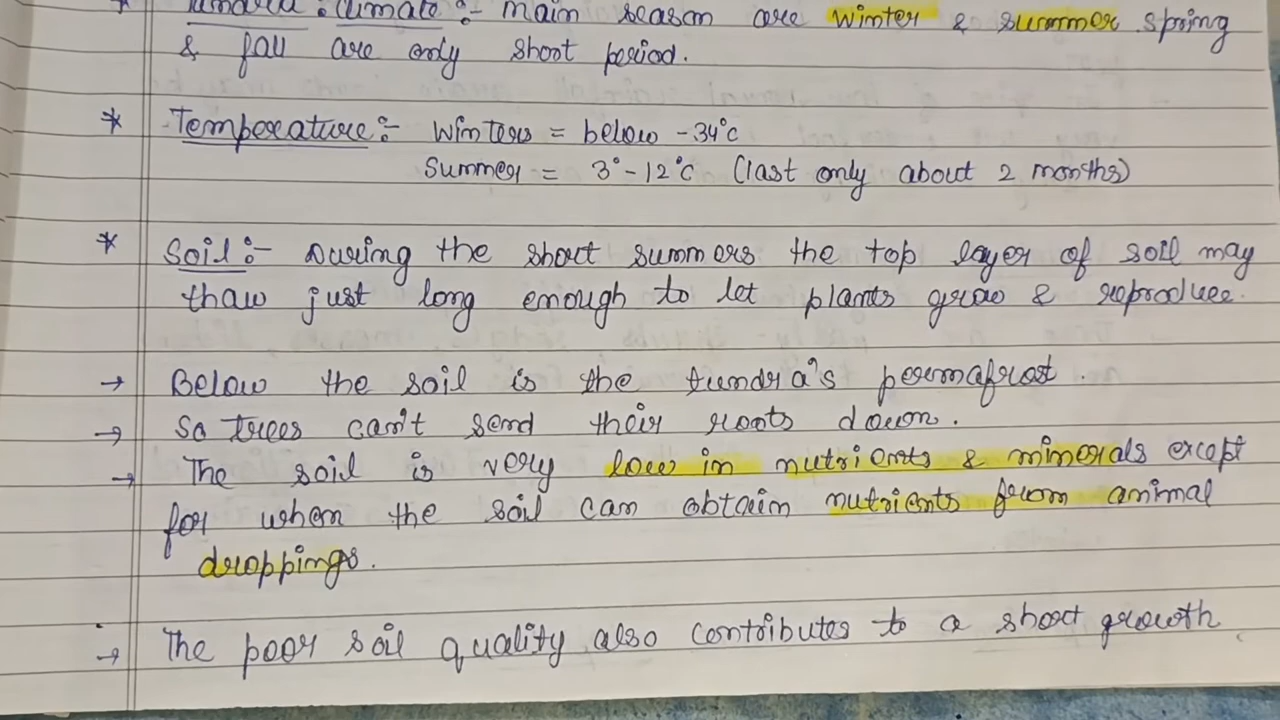 * Tundra climate :- main season are winter & summer. spring
& fall are only short period.
* Temperature :- winters = below -34°c
Summer = 3° - 12°c (last only about 2 months)
* Soil :- During the short summers the top layer of soil may
thaw just long enough to let plants grow & reproduce.
→ Below the soil is the tundra's permafrost.
→ So trees can't send their roots down.
→ The soil is very low in nutrients & minerals except
for when the soil can obtain nutrients from animal
droppings.
→ The poor soil quality also contributes to a short growth